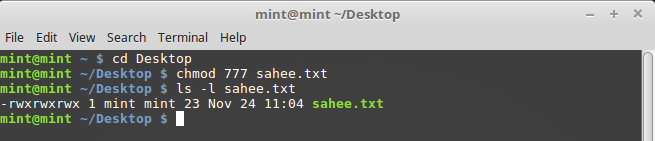 mint@mint ~/Desktop
File Edit View Search Terminal Help
mint@mint ~ $ cd Desktop
mint@mint ~/Desktop $ chmod 777 sahee.txt
mint@mint ~/Desktop $ ls -l sahee.txt
-rwxrwxrwx 1 mint mint 23 Nov 24 11:04 sahee.txt
mint@mint ~/Desktop $